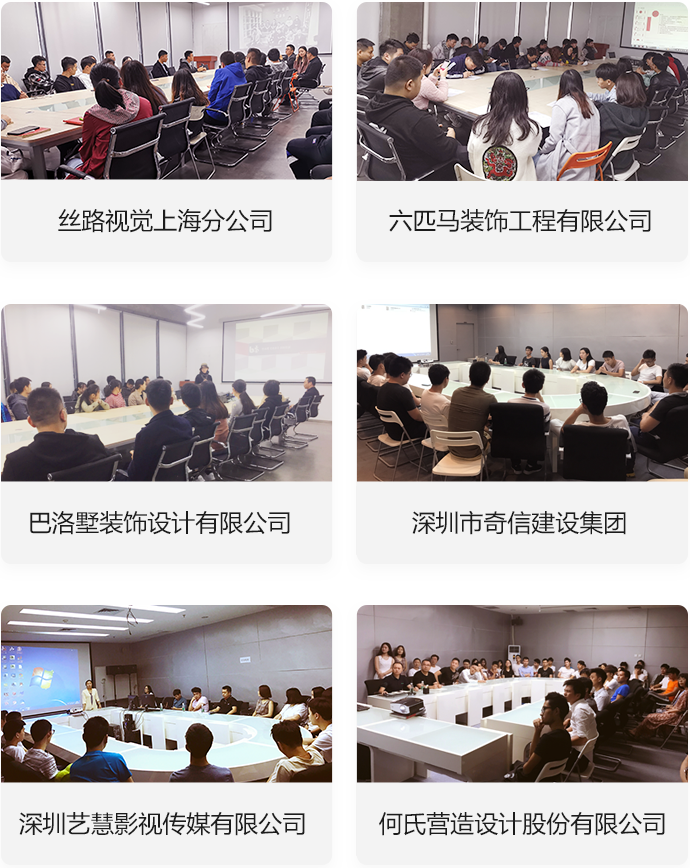 丝路视觉上海分公司
六匹马装饰工程有限公司
巴洛墅装饰设计有限公司
深圳市奇信建设集团
深圳艺慧影视传媒有限公司
何氏营造设计股份有限公司